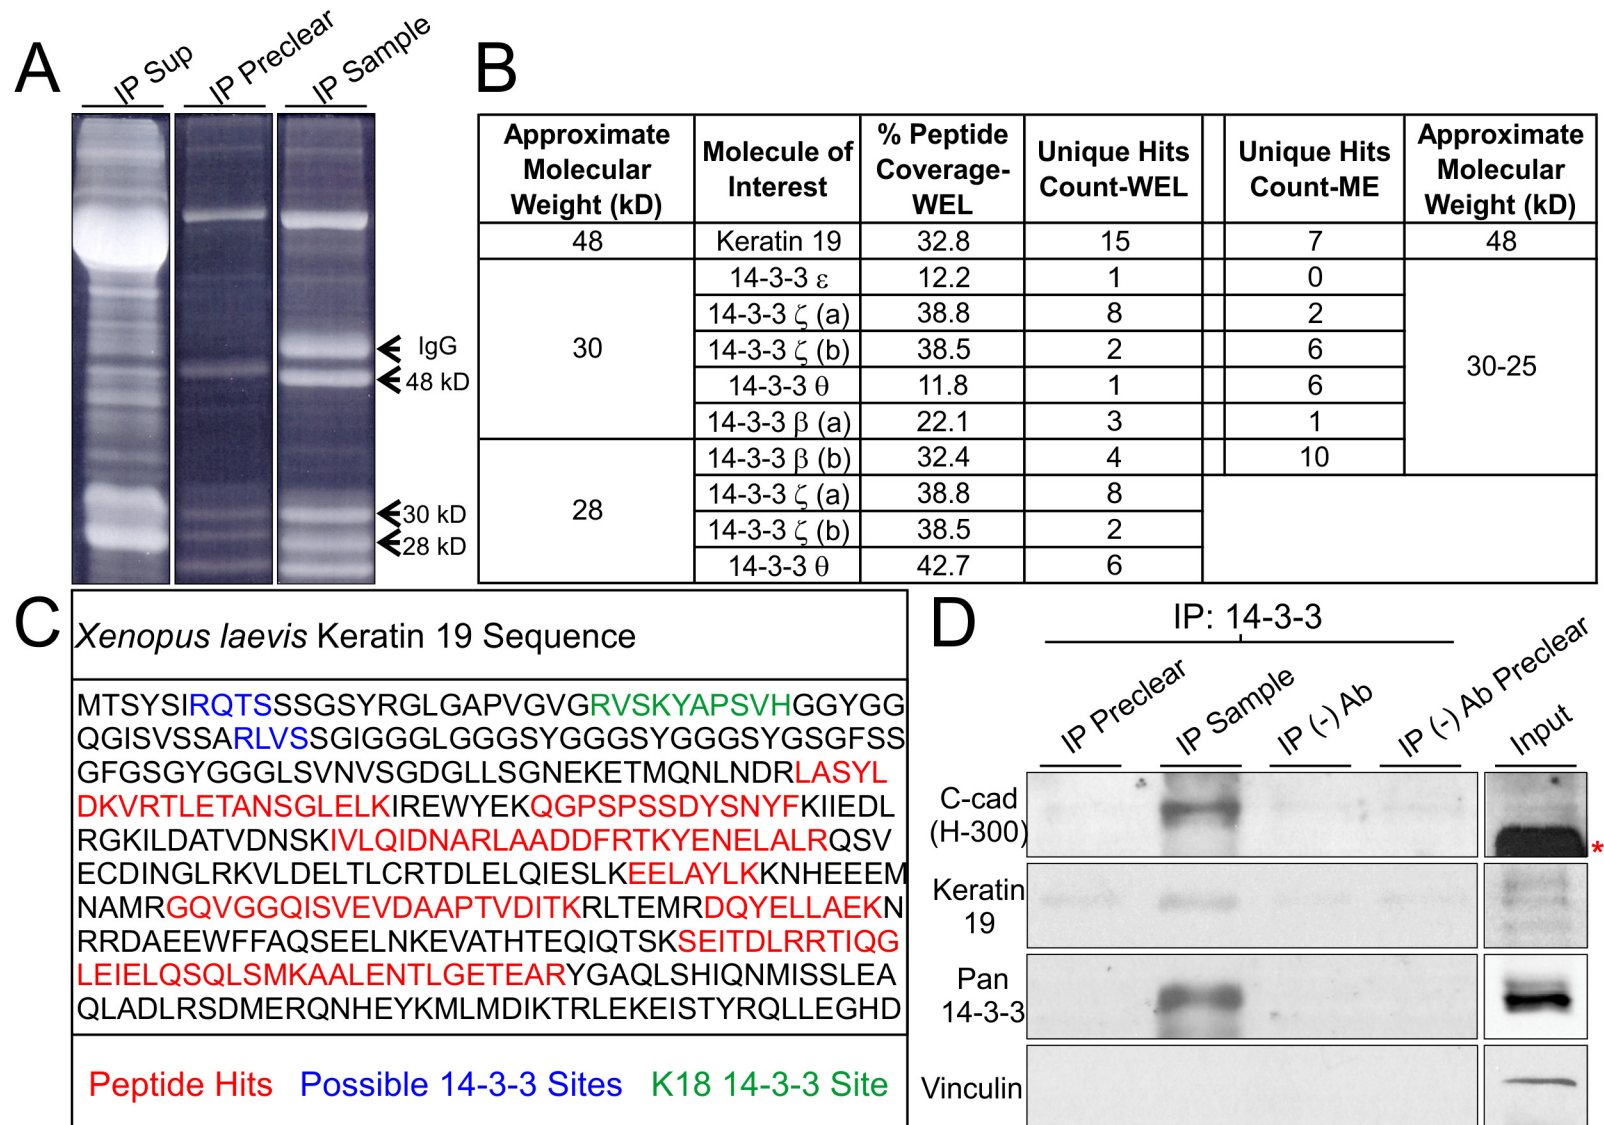 A
IP Sup
IP Preclear
IP Sample
IgG
48 kD
30 kD
28 kD
B
Approximate Molecular Weight (kD)
Molecule of Interest
% Peptide Coverage-WEL
Unique Hits Count-WEL
Unique Hits Count-ME
Approximate Molecular Weight (kD)
48 Keratin 19 32.8 15 7 48
30 14-3-3 ε 12.2 1 0 30-25
14-3-3 ζ (a) 38.8 8 2
14-3-3 ζ (b) 38.5 2 6
14-3-3 θ 11.8 1 6
14-3-3 β (a) 22.1 3 1
28 14-3-3 β (b) 32.4 4 10
14-3-3 ζ (a) 38.8 8
14-3-3 ζ (b) 38.5 2
14-3-3 θ 42.7 6
C
Xenopus laevis Keratin 19 Sequence
MTSYSIRQTSSSSGSYRGLGAPVGVGRVSKYAPSVHGGYGG
QGISVSSARLVSSGIGGGLGGGSYGGGSYGGGSYGSGFSS
GFGSGYGGGLSVNVSGDGLLSGNEKETMQNLNDRLASYL
DKVRTLETANSGLELKIREWYEKQGPSPSSDYSNYFKIIEDL
RGKILDATVDNSKIVLQIDNARLAADDFRTKYENELALRQSV
ECDINGLRKVLDELTLCRTDLELQIESLKEELAYLKKNHEEEM
NAMRGQVGGQISVEVDAAPTVDITKRLTEMRDQYELLAEKN
RRDAEEWFFAQSEELNKEVATHTEQIQTSKSEITDLRRTIQG
LEIELQSQLSMKAALENTLGETEARYGAQLSHIQNMISSLEA
QLADLRSDMERQNHEYKMLMDIKTRLEKEISTYRQLLEGHD
Peptide Hits Possible 14-3-3 Sites K18 14-3-3 Site
D
IP: 14-3-3
IP Preclear
IP Sample
IP (-) Ab
IP (-) Ab Preclear
Input
C-cad
(H-300)
*
Keratin
19
Pan
14-3-3
Vinculin